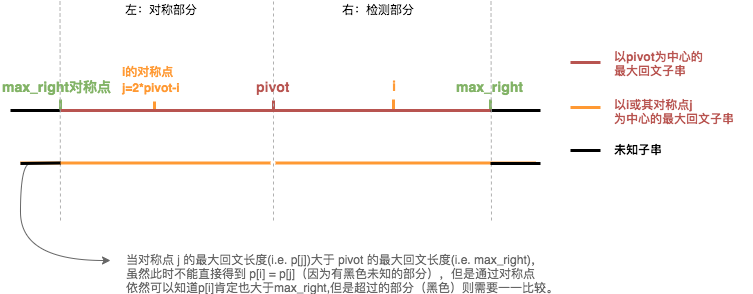 左：对称部分
右：检测部分
i的对称点
max_right对称点
j=2*pivot-i
pivot
i
max_right
以pivot为中心的
最大回文子串
以i或其对称点j
为中心的最大回文子串
未知子串
当对称点 j 的最大回文长度(i.e. p[j])大于 pivot 的最大回文长度(i.e. max_right),
虽然此时不能直接得到 p[i] = p[j]（因为有黑色未知的部分），但是通过对称点
依然可以知道p[i]肯定也大于max_right,但是超过的部分（黑色）则需要一一比较。